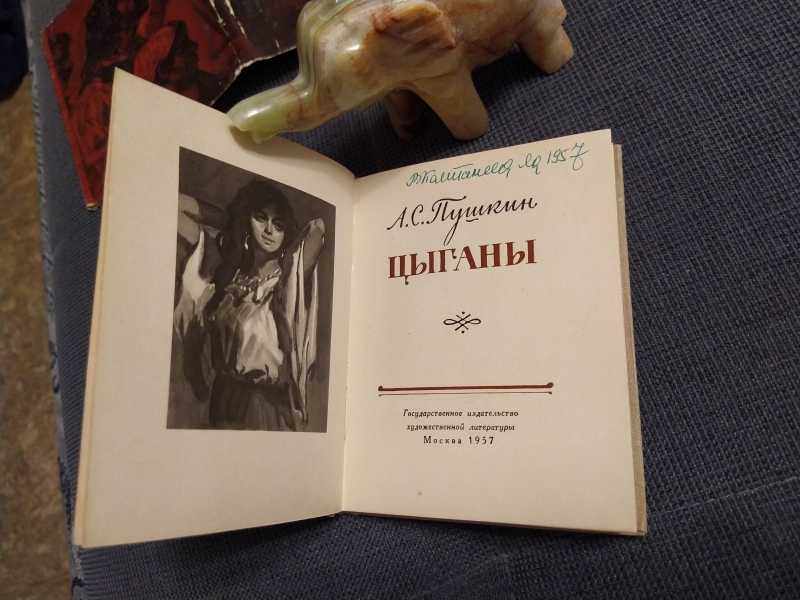 1957
А.С.Пушкин
ЦЫГАНЫ
Государственное издательство
художественной литературы
Москва 1957